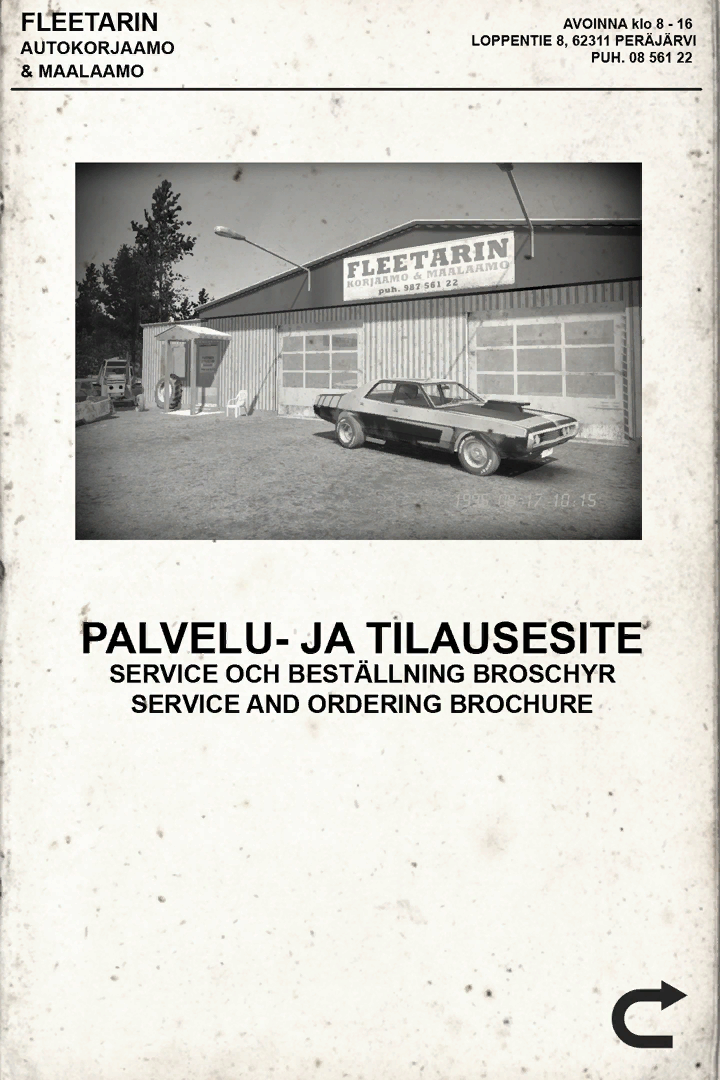 FLEETARIN
AUTOKORJAAMO
& MAALAAMO
AVOINNA klo 8 - 16
LOPPENTIE 8, 62311 PERÄJÄRVI
PUH. 08 561 22
FLEETARIN
KORJAAMO & MAALAAMO
puh. 987 561 22
PALVELU- JA TILAUSESITE
SERVICE OCH BESTÄLLNING BROSCHYR
SERVICE AND ORDERING BROCHURE